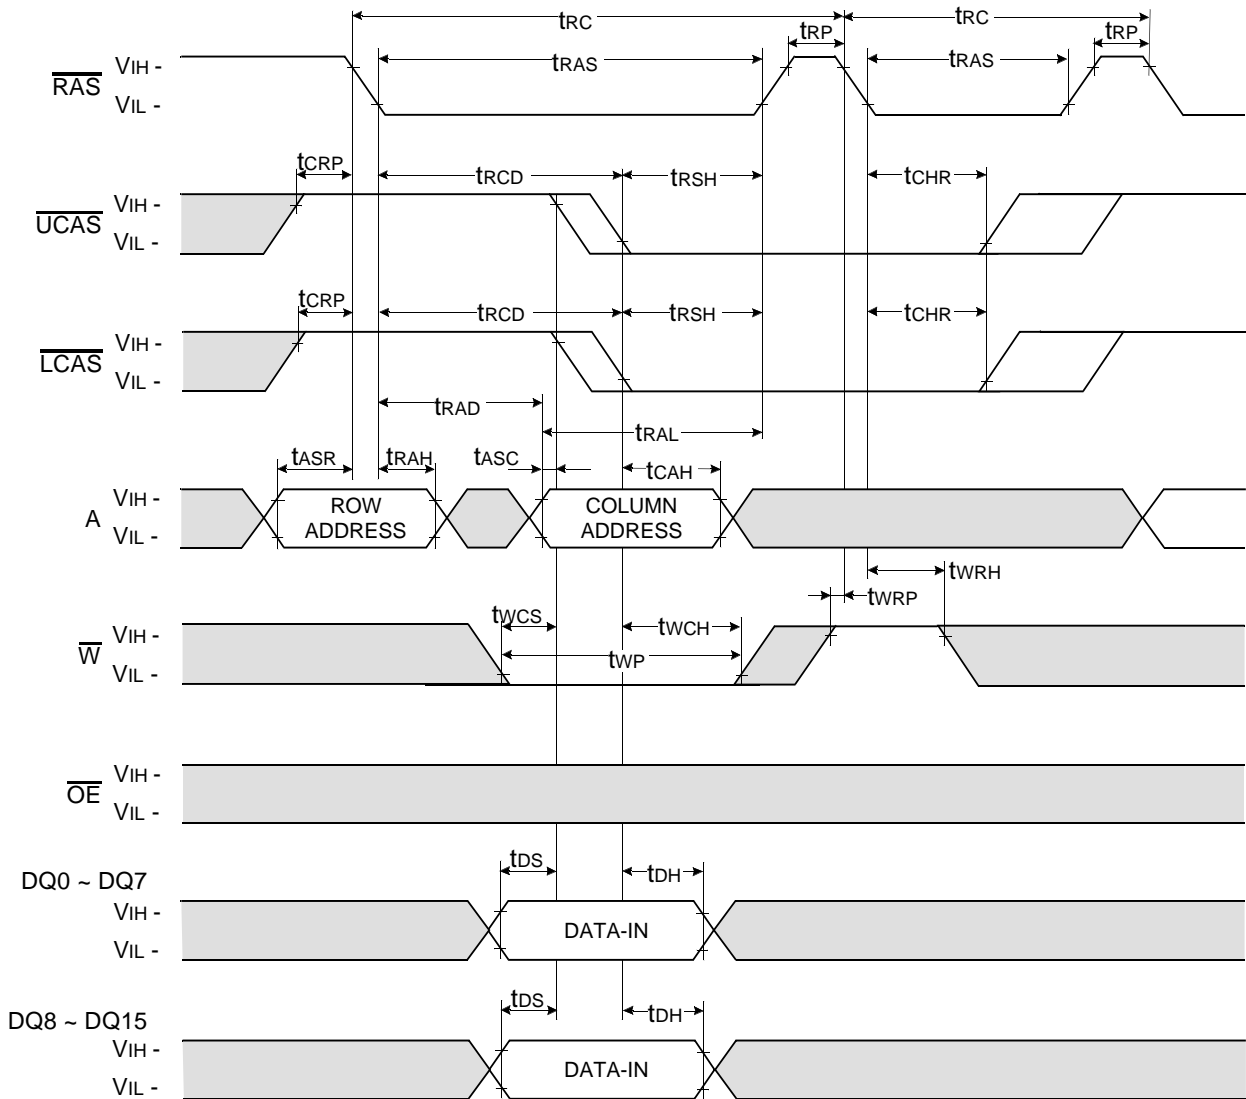 tRC tRC
tRP tRP
VIH -
RAS
tRAS tRAS
VIL -
tCRP tRCD tRSH tCHR
VIH -
UCAS
VIL -
tCRP tRCD tRSH tCHR
VIH -
LCAS
VIL -
tRAD
tRAL
tASR tRAH tASC tCAH
VIH -
A
ROW ADDRESS
COLUMN ADDRESS
VIL -
tWRH
tWRP
tWCS tWCH
VIH -
W
tWP
VIL -
VIH -
OE
VIL -
tDS tDH
DQ0 ~ DQ7
VIH -
DATA-IN
VIL -
tDS tDH
DQ8 ~ DQ15
VIH -
DATA-IN
VIL -